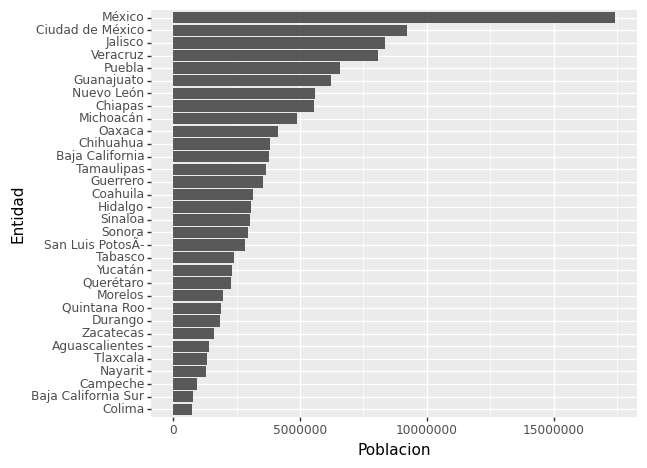 México
Ciudad de México
Jalisco
Veracruz
Puebla
Guanajuato
Nuevo León
Chiapas
Michoacán
Oaxaca
Chihuahua
Baja California
Tamaulipas
Guerrero
Coahuila
Hidalgo
Sinaloa
Sonora
San Luis PotosÃ-
Tabasco
Yucatán
Querétaro
Morelos
Quintana Roo
Durango
Zacatecas
Aguascalientes
Tlaxcala
Nayarit
Campeche
Baja California Sur
Colima
Entidad
0 5000000 10000000 15000000
Poblacion